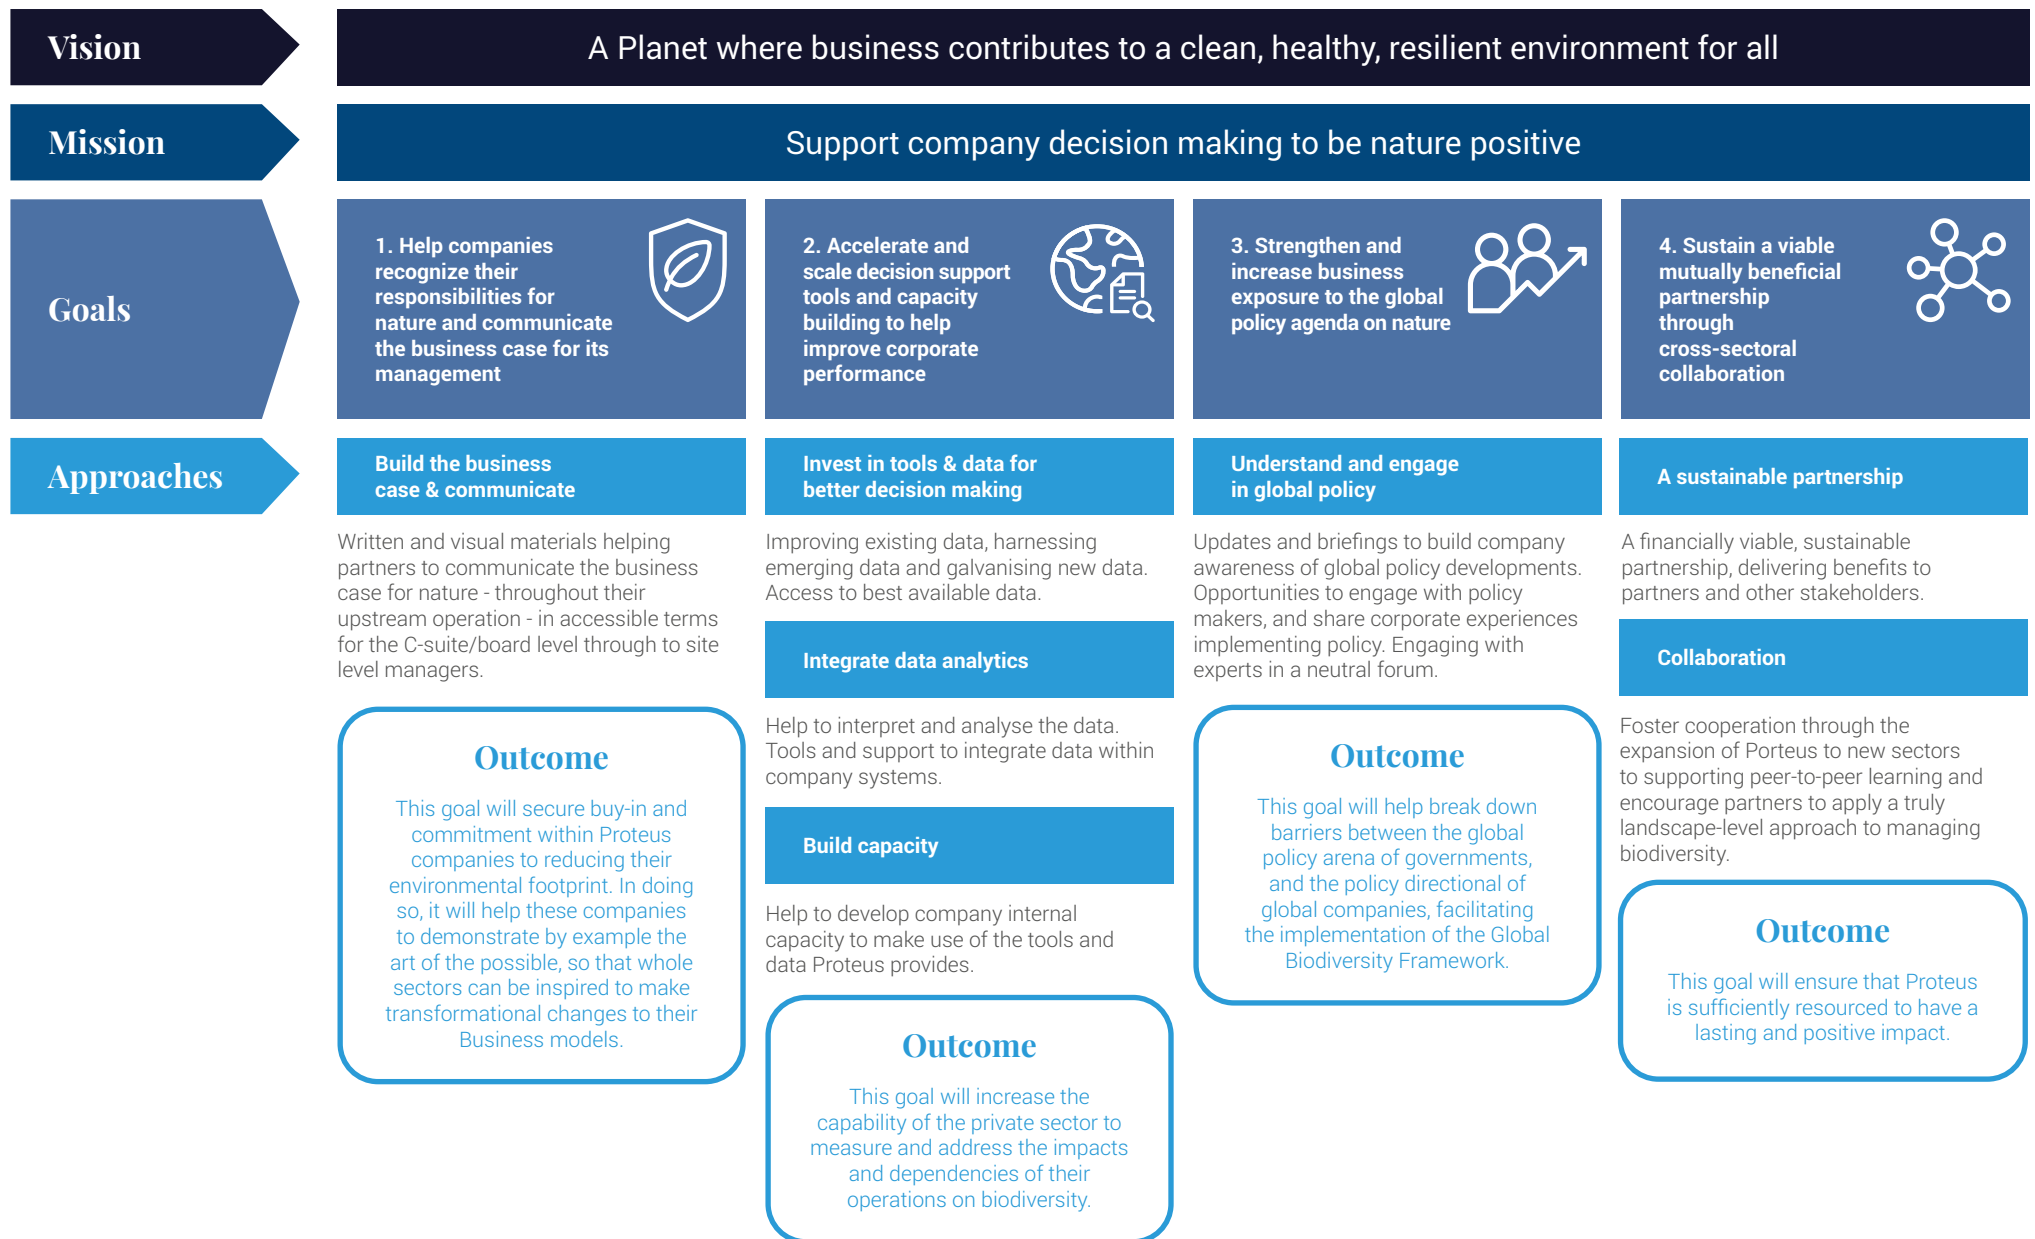 Vision
A Planet where business contributes to a clean, healthy, resilient environment for all
Mission
Support company decision making to be nature positive
Goals
1. Help companies
recognize their
responsibilities for
nature and communicate
the business case for its
management
2. Accelerate and
scale decision support
tools and capacity
building to help
improve corporate
performance
3. Strengthen and
increase business
exposure to the global
policy agenda on nature
4. Sustain a viable
mutually beneficial
partnership
through
cross-sectoral
collaboration
Approaches
Build the business
case & communicate
Written and visual materials helping
partners to communicate the business
case for nature - throughout their
upstream operation - in accessible terms
for the C-suite/board level through to site
level managers.
Outcome
This goal will secure buy-in and
commitment within Proteus
companies to reducing their
environmental footprint. In doing
so, it will help these companies
to demonstrate by example the
art of the possible, so that whole
sectors can be inspired to make
transformational changes to their
Business models.
Invest in tools & data for
better decision making
Improving existing data, harnessing
emerging data and galvanising new data.
Access to best available data.
Integrate data analytics
Help to interpret and analyse the data.
Tools and support to integrate data within
company systems.
Build capacity
Help to develop company internal
capacity to make use of the tools and
data Proteus provides.
Outcome
This goal will increase the
capability of the private sector to
measure and address the impacts
and dependencies of their
operations on biodiversity.
Understand and engage
in global policy
Updates and briefings to build company
awareness of global policy developments.
Opportunities to engage with policy
makers, and share corporate experiences
implementing policy. Engaging with
experts in a neutral forum.
Outcome
This goal will help break down
barriers between the global
policy arena of governments,
and the policy directional of
global companies, facilitating
the implementation of the Global
Biodiversity Framework.
A sustainable partnership
A financially viable, sustainable
partnership, delivering benefits to
partners and other stakeholders.
Collaboration
Foster cooperation through the
expansion of Porteus to new sectors
to supporting peer-to-peer learning and
encourage partners to apply a truly
landscape-level approach to managing
biodiversity.
Outcome
This goal will ensure that Proteus
is sufficiently resourced to have a
lasting and positive impact.